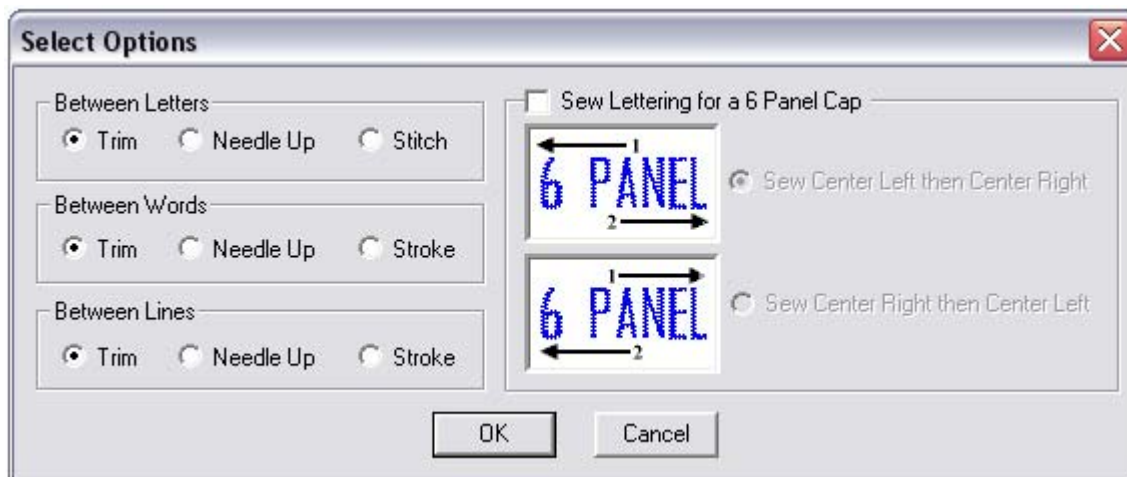 Select Options
Between Letters
Trim Needle Up Stitch
Between Words
Trim Needle Up Stroke
Between Lines
Trim Needle Up Stroke
Sew Lettering for a 6 Panel Cap
1
6 PANEL
2
Sew Center Left then Center Right
1
6 PANEL
2
Sew Center Right then Center Left
OK Cancel